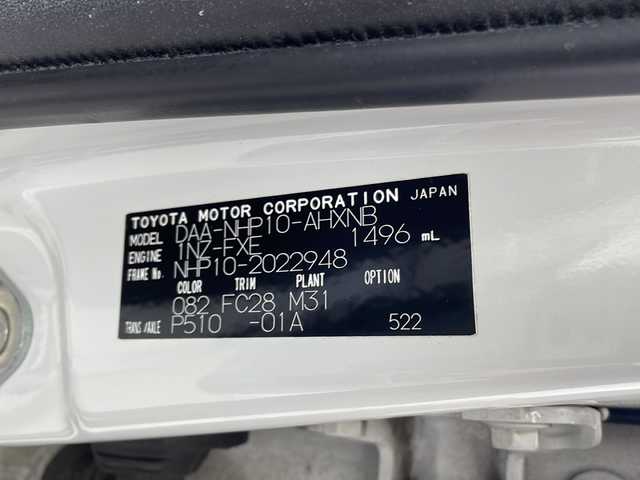 TOYOTA MOTOR CORPORATION JAPAN
MODEL DAA-NHP10-AHXNB
ENGINE 1NZ-FXE 1496 mL
FRAME No. NHP10-2022948
COLOR TRIM PLANT OPTION
082 FC28 M31
TRANS/AXLE P510 -01A 522